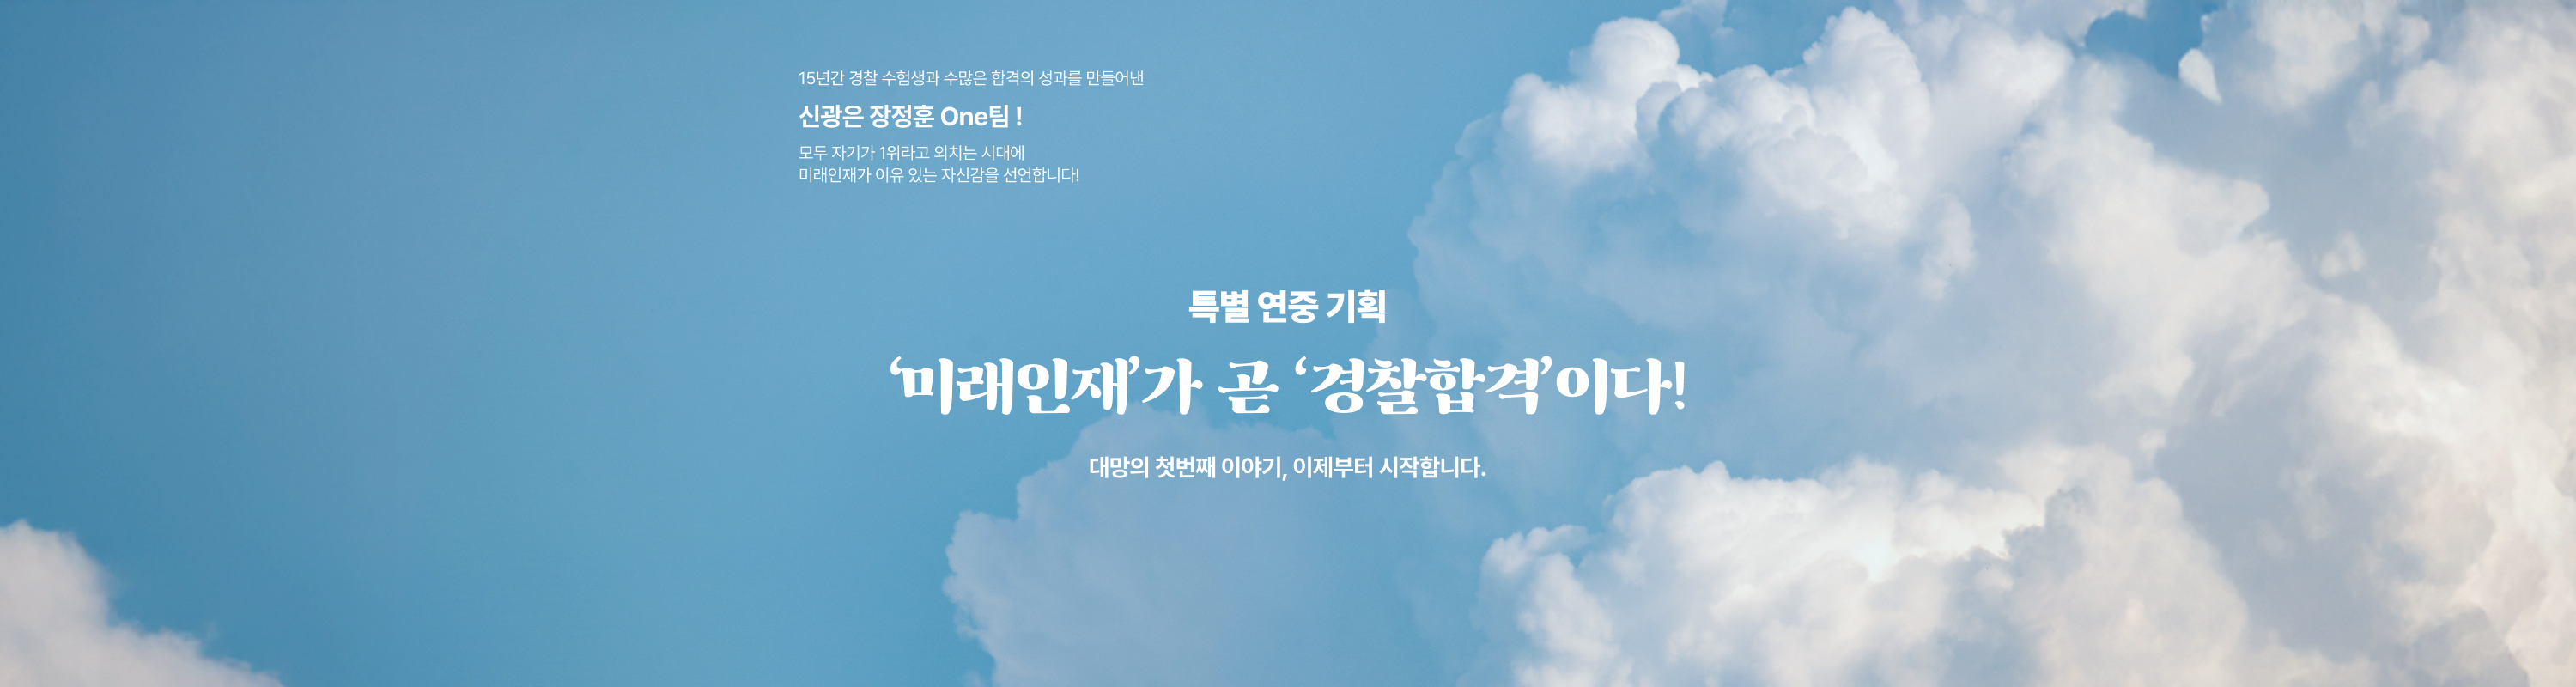 15년간 경찰 수험생과 수많은 합격의 성과를 만들어낸
신광은 장정훈 One팀 !
모두 자기가 1위라고 외치는 시대에
미래인재가 이유 있는 자신감을 선언합니다!
특별 연중 기획
‘미래인재’가 곧 ‘경찰합격’이다!
대망의 첫번째 이야기, 이제부터 시작합니다.